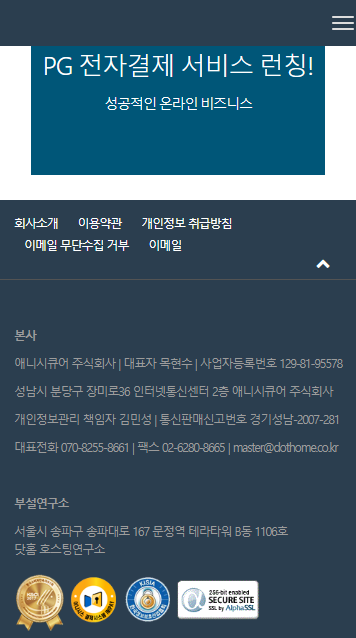 PG 전자결제 서비스 런칭!
성공적인 온라인 비즈니스
회사소개 이용약관 개인정보 취급방침
이메일 무단수집 거부 이메일
본사
애니시큐어 주식회사 | 대표자 목현수 | 사업자등록번호 129-81-95578
성남시 분당구 장미로36 인터넷통신센터 2층 애니시큐어 주식회사
개인정보관리 책임자 김민성 | 통신판매신고번호 경기성남-2007-281
대표전화 070-8255-8661 | 팩스 02-6280-8665 | master@dothome.co.kr
부설연구소
서울시 송파구 송파대로 167 문정역 테라타워 B동 1106호
닷홈 호스팅연구소
KISIA
256-bit enabled
SECURE SITE
SSL by AlphaSSL